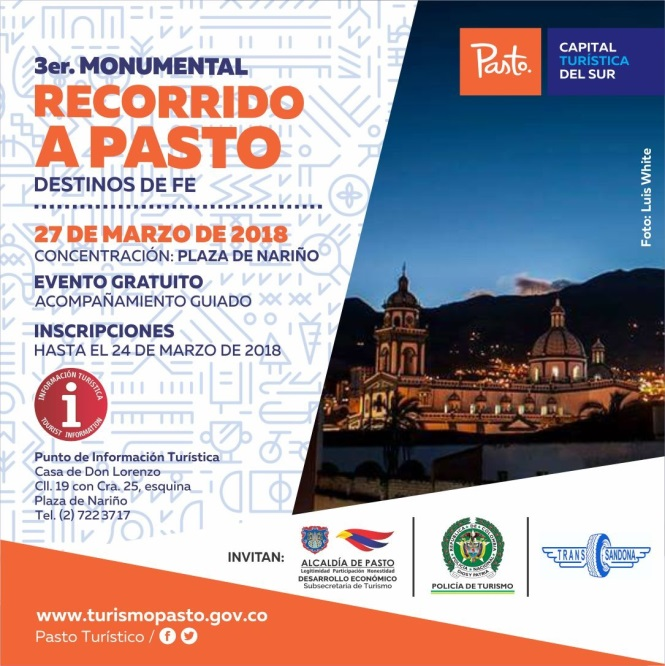 3er. MONUMENTAL
RECORRIDO
A PASTO
DESTINOS DE FE
27 DE MARZO DE 2018
CONCENTRACIÓN: PLAZA DE NARIÑO
EVENTO GRATUITO
ACOMPAÑAMIENTO GUIADO
INSCRIPCIONES
HASTA EL 24 DE MARZO DE 2018
INFORMACIÓN TURÍSTICA
i
TOURIST INFORMATION
Punto de Información Turística
Casa de Don Lorenzo
Cll. 19 con Cra. 25, esquina
Plaza de Nariño
Tel. (2) 7223717
Pasto.
CAPITAL
TURÍSTICA
DEL SUR
Foto: Luis White
INVITAN:
ALCALDÍA DE PASTO
Legitimidad Participación Honestidad
DESARROLLO ECONÓMICO
Subsecretaría de Turismo
POLICÍA DE TURISMO
TRANS SANDONA
www.turismopasto.gov.co
Pasto Turístico /